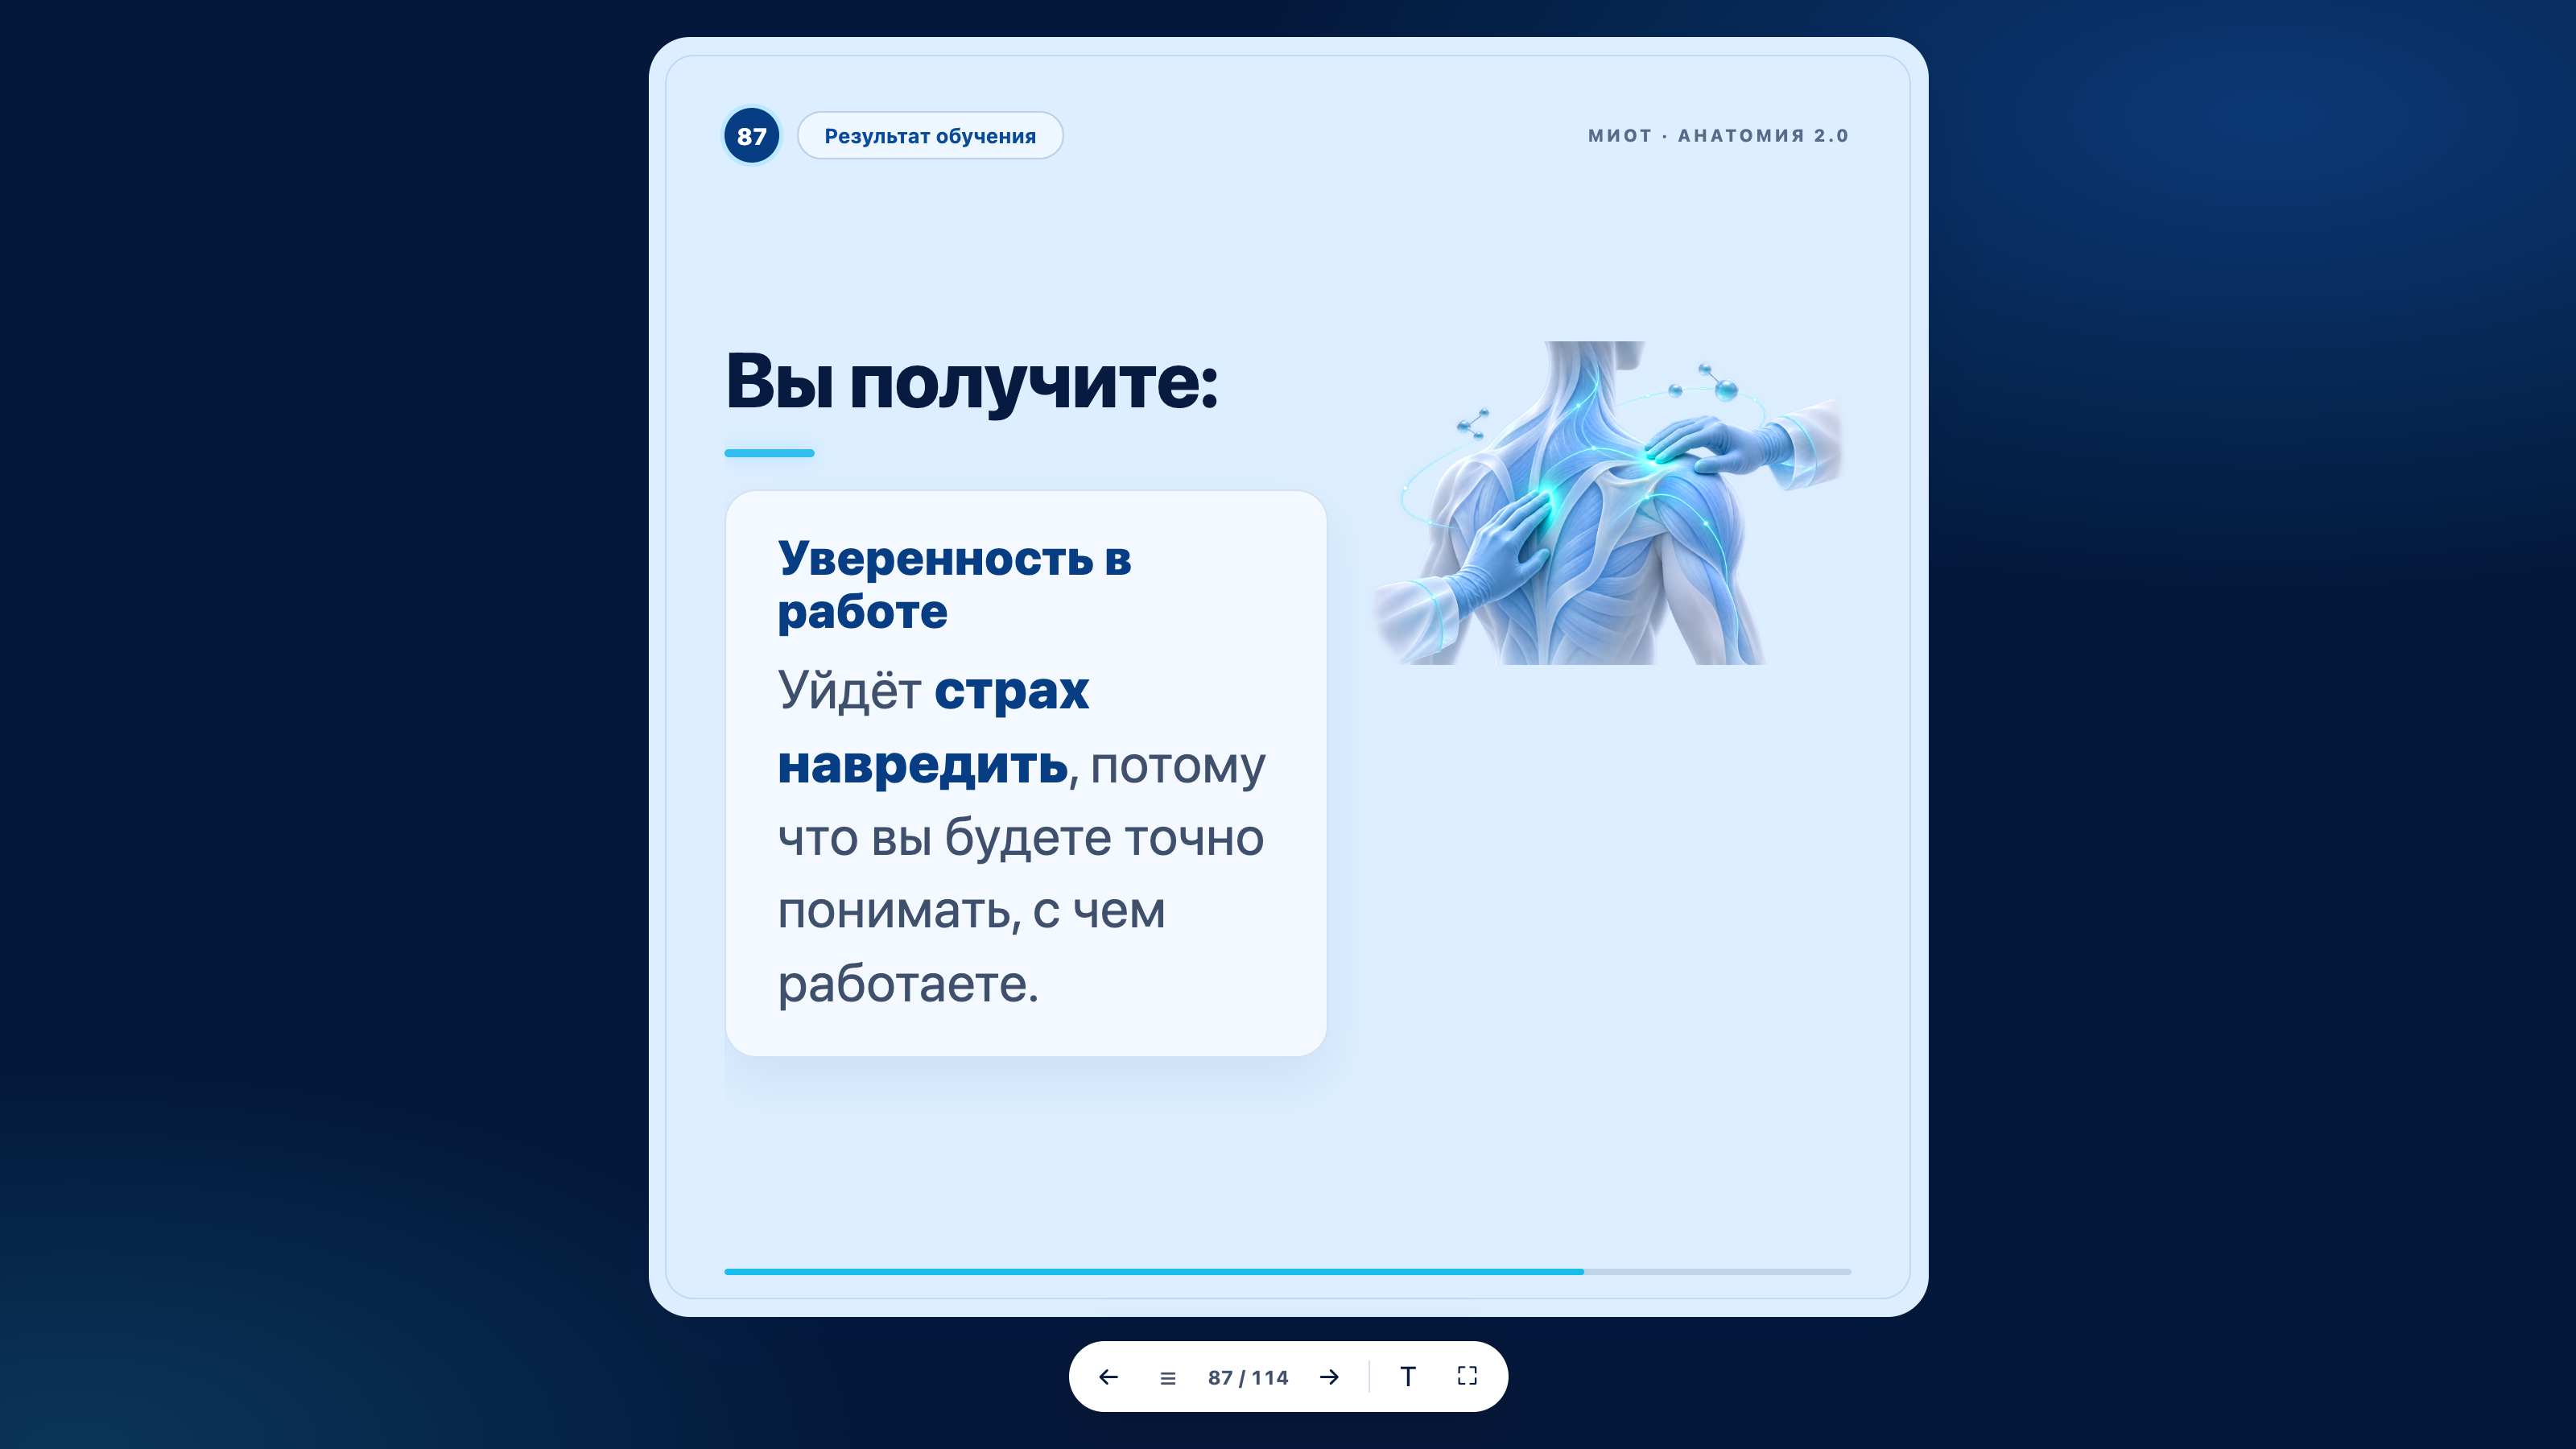 87
Результат обучения
МИОТ · АНАТОМИЯ 2.0
Вы получите:
Уверенность в
работе
Уйдёт страх
навредить, потому
что вы будете точно
понимать, с чем
работаете.
87 / 114
T